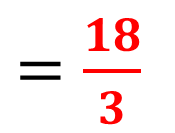 = 18/3